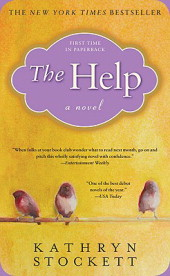 THE NEW YORK TIMES BESTSELLER
FIRST TIME
IN PAPERBACK
The Help
a novel
"When folks at your book club wonder what to read next month, go on and
pitch this wholly satisfying novel with confidence."
—Entertainment Weekly
"One of the best debut
novels of the year."
—USA Today
KATHRYN
STOCKETT